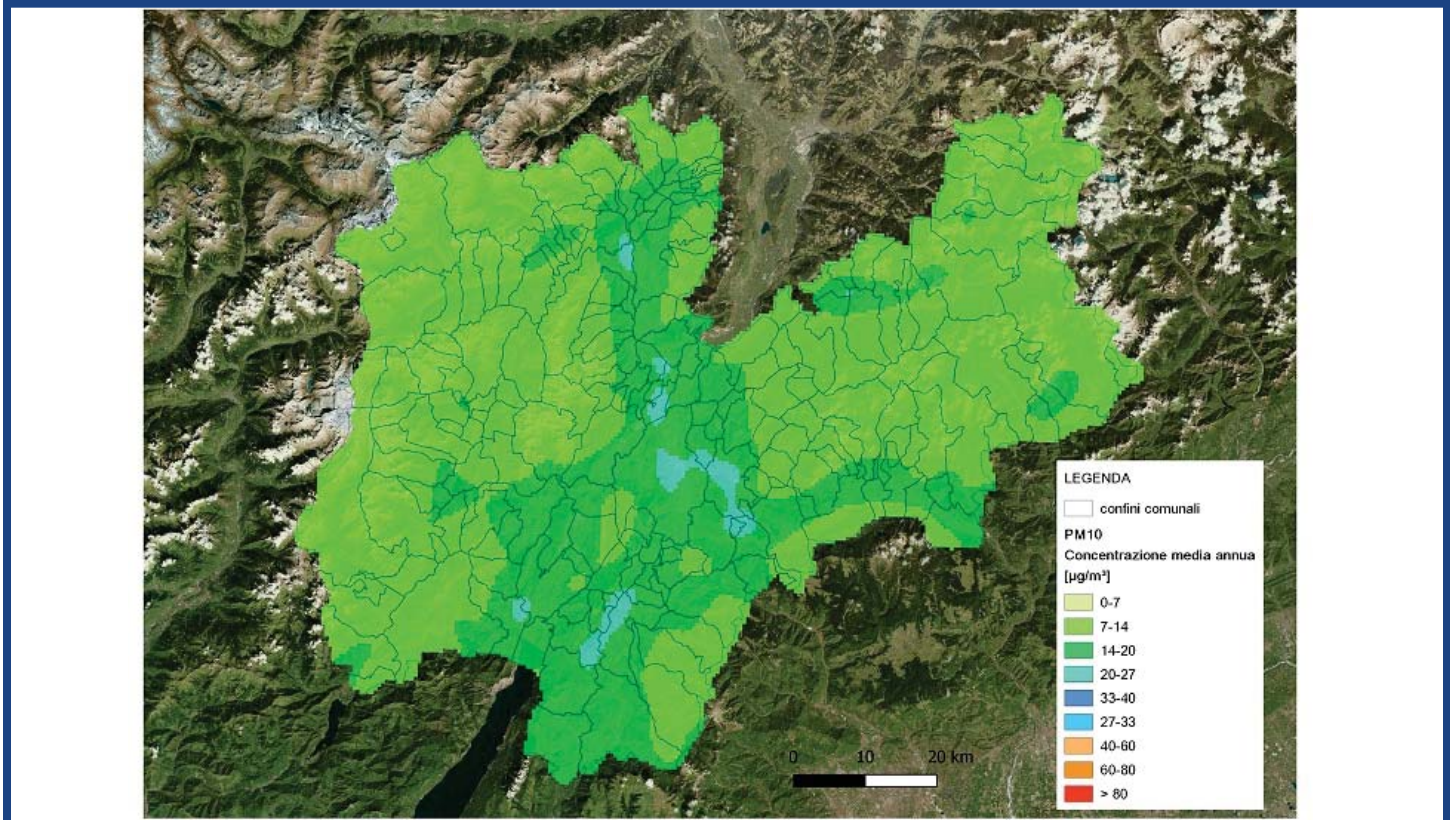 LEGENDA
confini comunali
PM10
Concentrazione media annua
[µg/m³]
0-7
7-14
14-20
20-27
33-40
27-33
40-60
60-80
> 80
0 10 20 km